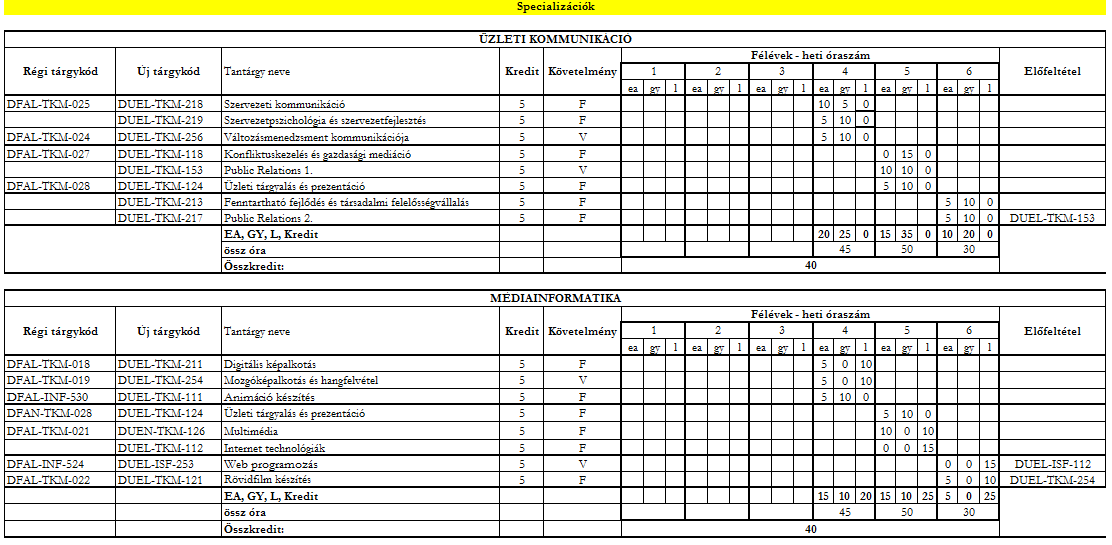 Specializációk
ÜZLETI KOMMUNIKÁCIÓ
Régi tárgykód Új tárgykód Tantárgy neve Kredit Követelmény Félévek - heti óraszám Előfeltétel
1 2 3 4 5 6
ea gy l ea gy l ea gy l ea gy l ea gy l ea gy l
DFAL-TKM-025 DUEL-TKM-218 Szervezeti kommunikáció 5 F 10 5 0
DUEL-TKM-219 Szervezetpszichológia és szervezetfejlesztés 5 F 5 10 0
DFAL-TKM-024 DUEL-TKM-256 Változásmenedzsment kommunikációja 5 V 5 10 0
DFAL-TKM-027 DUEL-TKM-118 Konfliktuskezelés és gazdasági mediáció 5 F 0 15 0
DUEL-TKM-153 Public Relations 1. 5 V 10 10 0
DFAL-TKM-028 DUEL-TKM-124 Üzleti tárgyalás és prezentáció 5 F 5 10 0
DUEL-TKM-213 Fenntartható fejlődés és társadalmi felelősségvállalás 5 F 5 10 0
DUEL-TKM-217 Public Relations 2. 5 F 5 10 0 DUEL-TKM-153
EA, GY, L, Kredit 20 25 0 15 35 0 10 20 0
össz óra 45 50 30
Összkredit: 40
MÉDIAINFORMATIKA
Régi tárgykód Új tárgykód Tantárgy neve Kredit Követelmény Félévek - heti óraszám Előfeltétel
1 2 3 4 5 6
ea gy l ea gy l ea gy l ea gy l ea gy l ea gy l
DFAL-TKM-018 DUEL-TKM-211 Digitális képalkotás 5 F 5 0 10
DFAL-TKM-019 DUEL-TKM-254 Mozgóképalkotás és hangfelvétel 5 V 5 0 10
DFAL-INF-530 DUEL-TKM-111 Animáció készítés 5 F 5 10 0
DFAN-TKM-028 DUEL-TKM-124 Üzleti tárgyalás és prezentáció 5 F 5 10 0
DFAL-TKM-021 DUEN-TKM-126 Multimédia 5 F 10 0 10
DUEL-TKM-112 Internet technológiák 5 F 0 0 15
DFAL-INF-524 DUEL-ISF-253 Web programozás 5 V 0 0 15 DUEL-ISF-112
DFAL-TKM-022 DUEL-TKM-121 Rövidfilm készítés 5 F 5 0 10 DUEL-TKM-254
EA, GY, L, Kredit 15 10 20 15 10 25 5 0 25
össz óra 45 50 30
Összkredit: 40